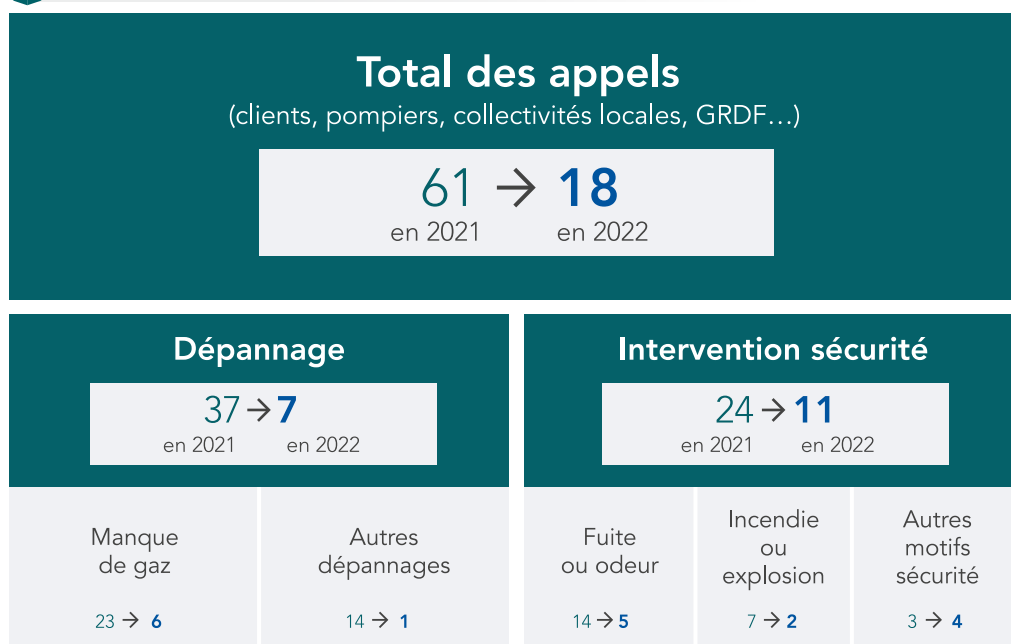 Total des appels
(clients, pompiers, collectivités locales, GRDF...)
61 → 18
en 2021 en 2022
Dépannage
37 → 7
en 2021 en 2022
Intervention sécurité
24 → 11
en 2021 en 2022
Manque
de gaz
23 → 6
Autres
dépannages
14 → 1
Fuite
ou odeur
14 → 5
Incendie
ou
explosion
7 → 2
Autres
motifs
sécurité
3 → 4